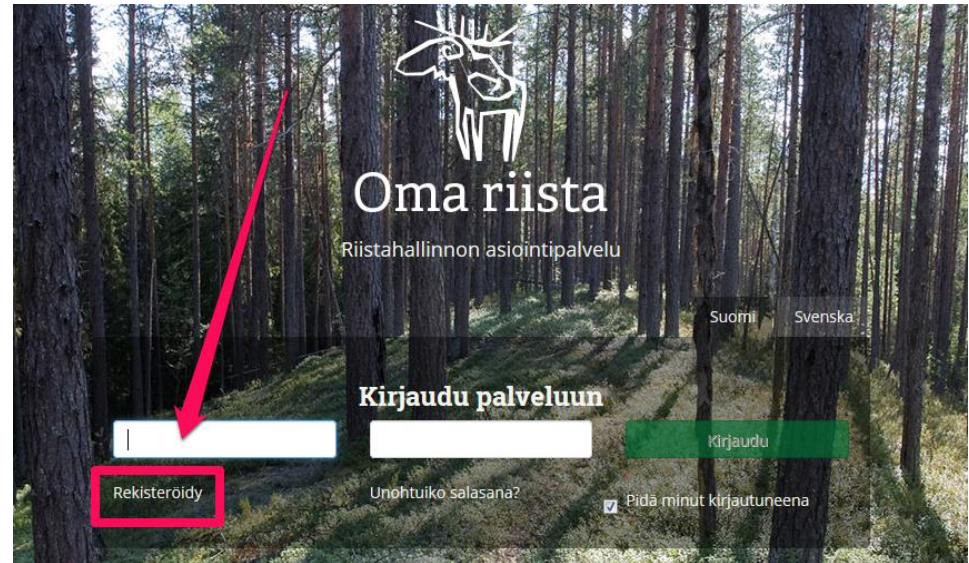 Oma riista
Riistahallinnon asiointipalvelu
Suomi Svenska
Kirjaudu palveluun
Kirjaudu
Rekisteröidy Unohtuiko salasana? Pidä minut kirjautuneena